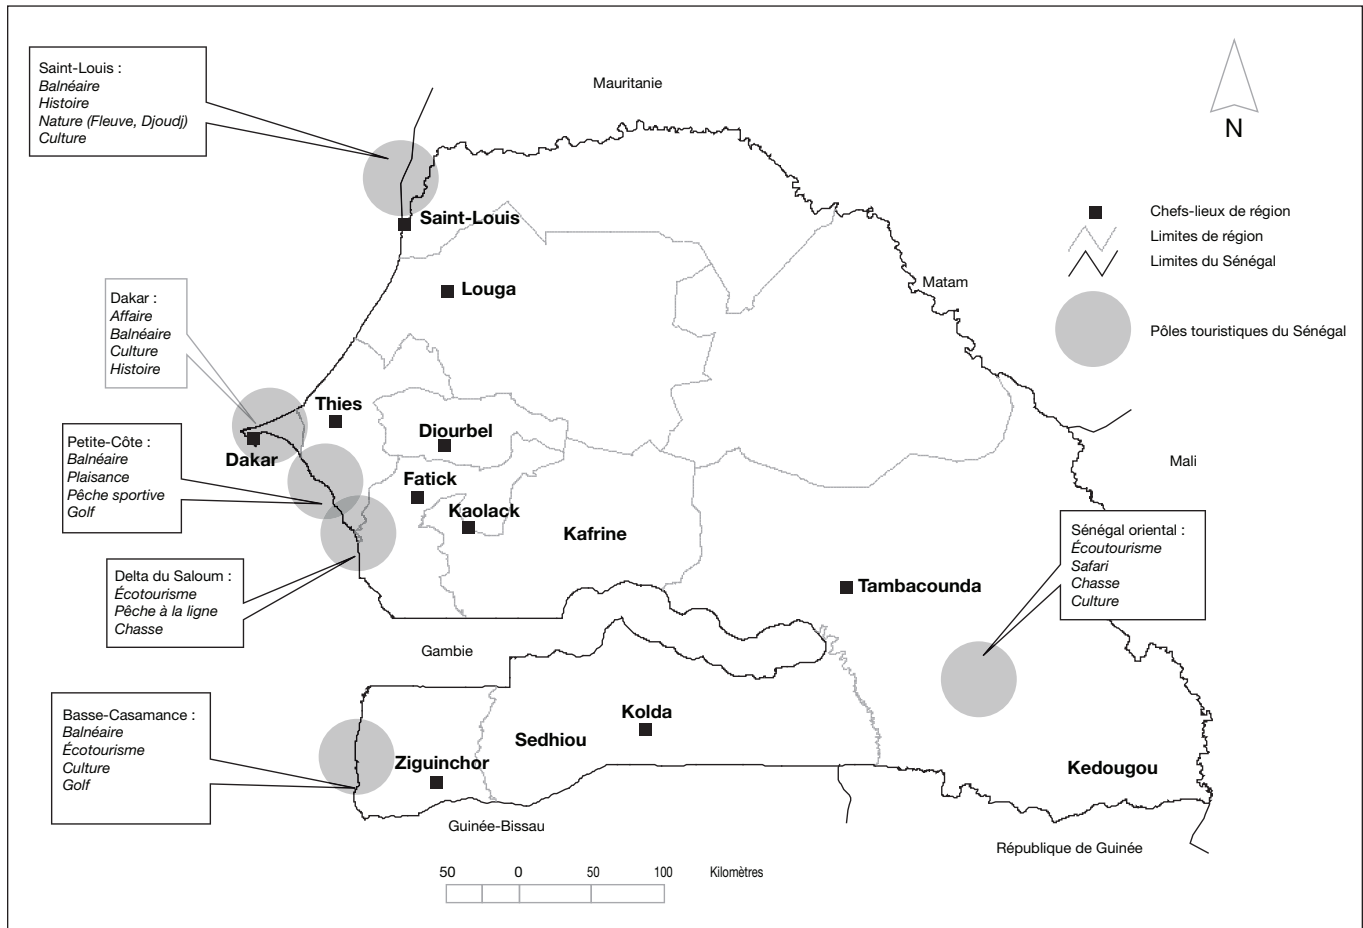 Saint-Louis :
Balnéaire
Histoire
Nature (Fleuve, Djoudj)
Culture
Mauritanie
N
Saint-Louis
Chefs-lieux de région
Limites de région
Limites du Sénégal
Pôles touristiques du Sénégal
Louga
Matam
Dakar :
Affaire
Balnéaire
Culture
Histoire
Thies
Diourbel
Dakar
Petite-Côte :
Balnéaire
Plaisance
Pêche sportive
Golf
Fatick
Kaolack
Kafrine
Mali
Sénégal oriental :
Écoutourisme
Safari
Chasse
Culture
Delta du Saloum :
Écotourisme
Pêche à la ligne
Chasse
Tambacounda
Gambie
Basse-Casamance :
Balnéaire
Écotourisme
Culture
Golf
Kolda
Sedhiou
Ziguinchor
Kedougou
Guinée-Bissau
République de Guinée
50 0 50 100 Kilomètres